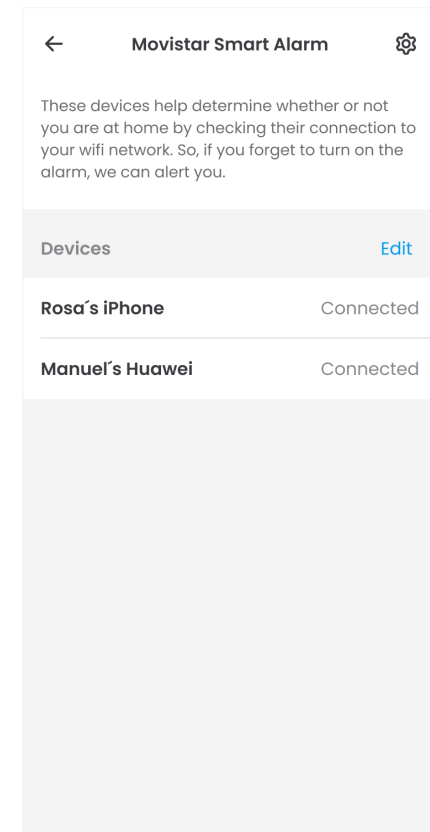 Movistar Smart Alarm
These devices help determine whether or not
you are at home by checking their connection to
your wifi network. So, if you forget to turn on the
alarm, we can alert you.
Devices Edit
Rosa´s iPhone Connected
Manuel´s Huawei Connected